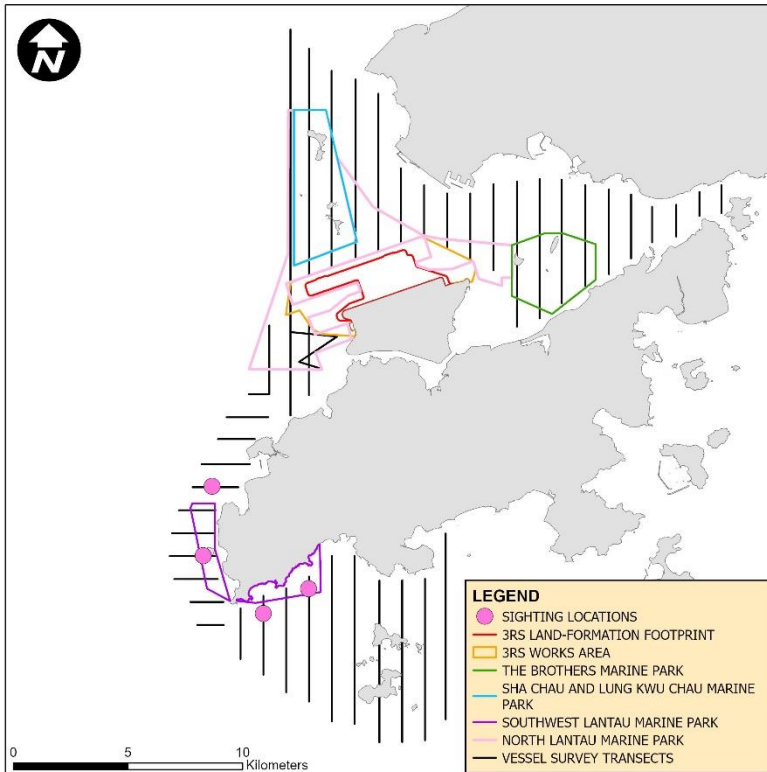 N
LEGEND
SIGHTING LOCATIONS
3RS LAND-FORMATION FOOTPRINT
3RS WORKS AREA
THE BROTHERS MARINE PARK
SHA CHAU AND LUNG KWU CHAU MARINE
PARK
SOUTHWEST LANTAU MARINE PARK
NORTH LANTAU MARINE PARK
VESSEL SURVEY TRANSECTS
0 5 10
Kilometers